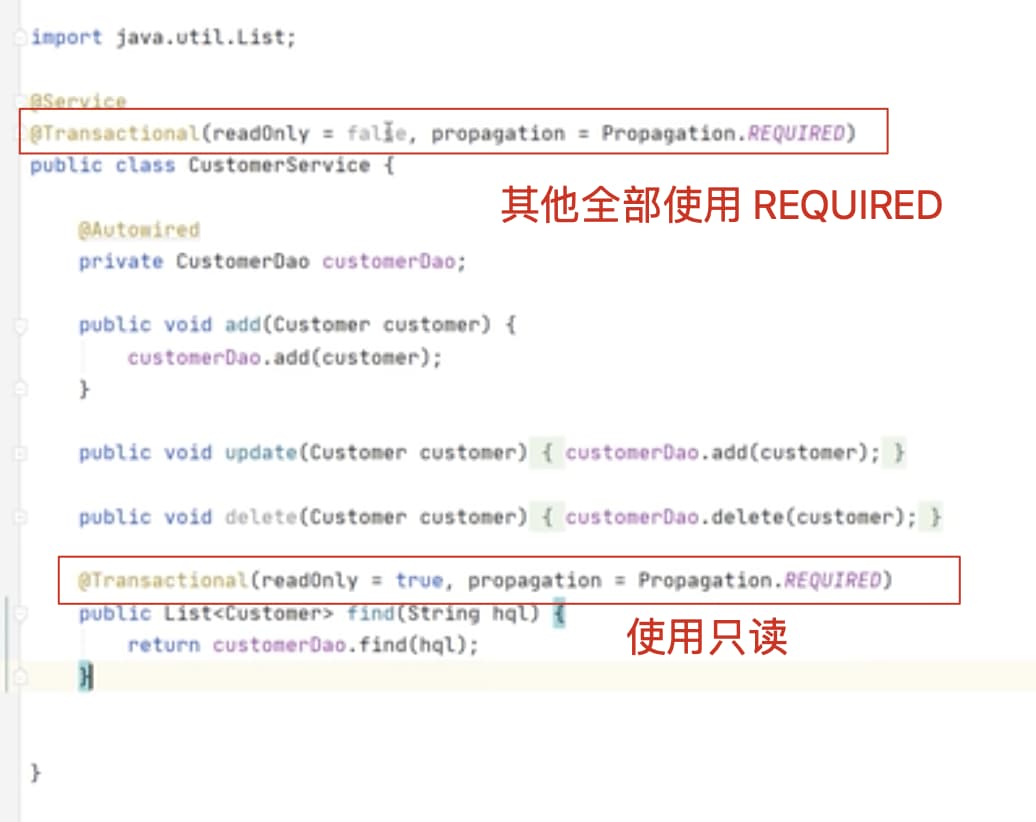 import java.util.List;
@Service
@Transactional(readOnly = false, propagation = Propagation.REQUIRED)
public class CustomerService {
其他全部使用 REQUIRED
@Autowired
private CustomerDao customerDao;
public void add(Customer customer) {
customerDao.add(customer);
}
public void update(Customer customer) { customerDao.add(customer); }
public void delete(Customer customer) { customerDao.delete(customer); }
@Transactional(readOnly = true, propagation = Propagation.REQUIRED)
public List<Customer> find(String hql) {
使用只读
return customerDao.find(hql);
}
}